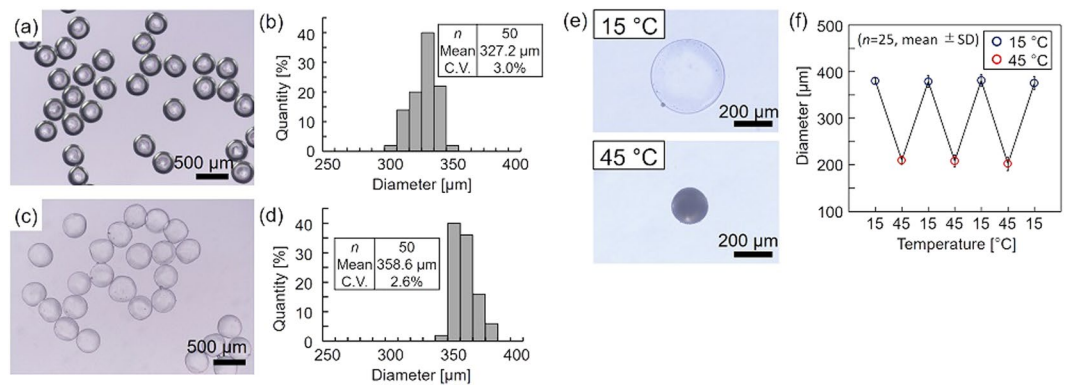 (a)
500 µm
(b)
40
30
20
10
0
Quantity [%]
n 50
Mean 327.2 µm
C.V. 3.0%
250 300 350 400
Diameter [µm]
(c)
500 µm
(d)
40
30
20
10
0
Quantity [%]
n 50
Mean 358.6 µm
C.V. 2.6%
250 300 350 400
Diameter [µm]
(e)
15 °C
200 µm
45 °C
200 µm
(f)
500
400
300
200
100
Diameter [µm]
(n=25, mean ±SD)
15 °C
45 °C
15 45 15 45 15 45 15
Temperature [°C]